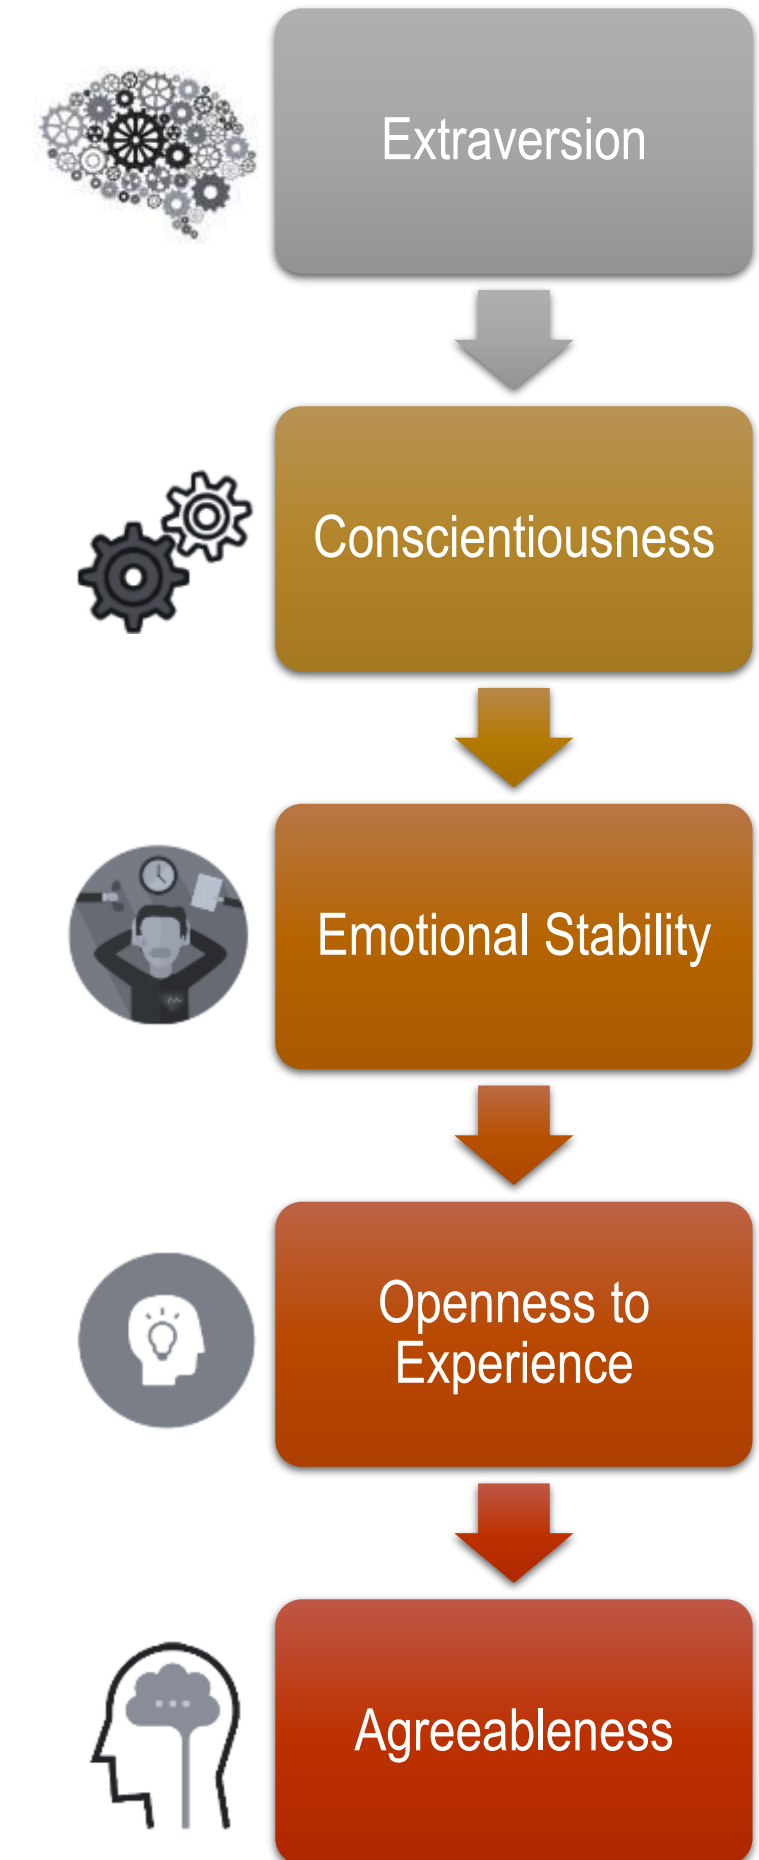 Extraversion
Conscientiousness
Emotional Stability
Openness to
Experience
Agreeableness